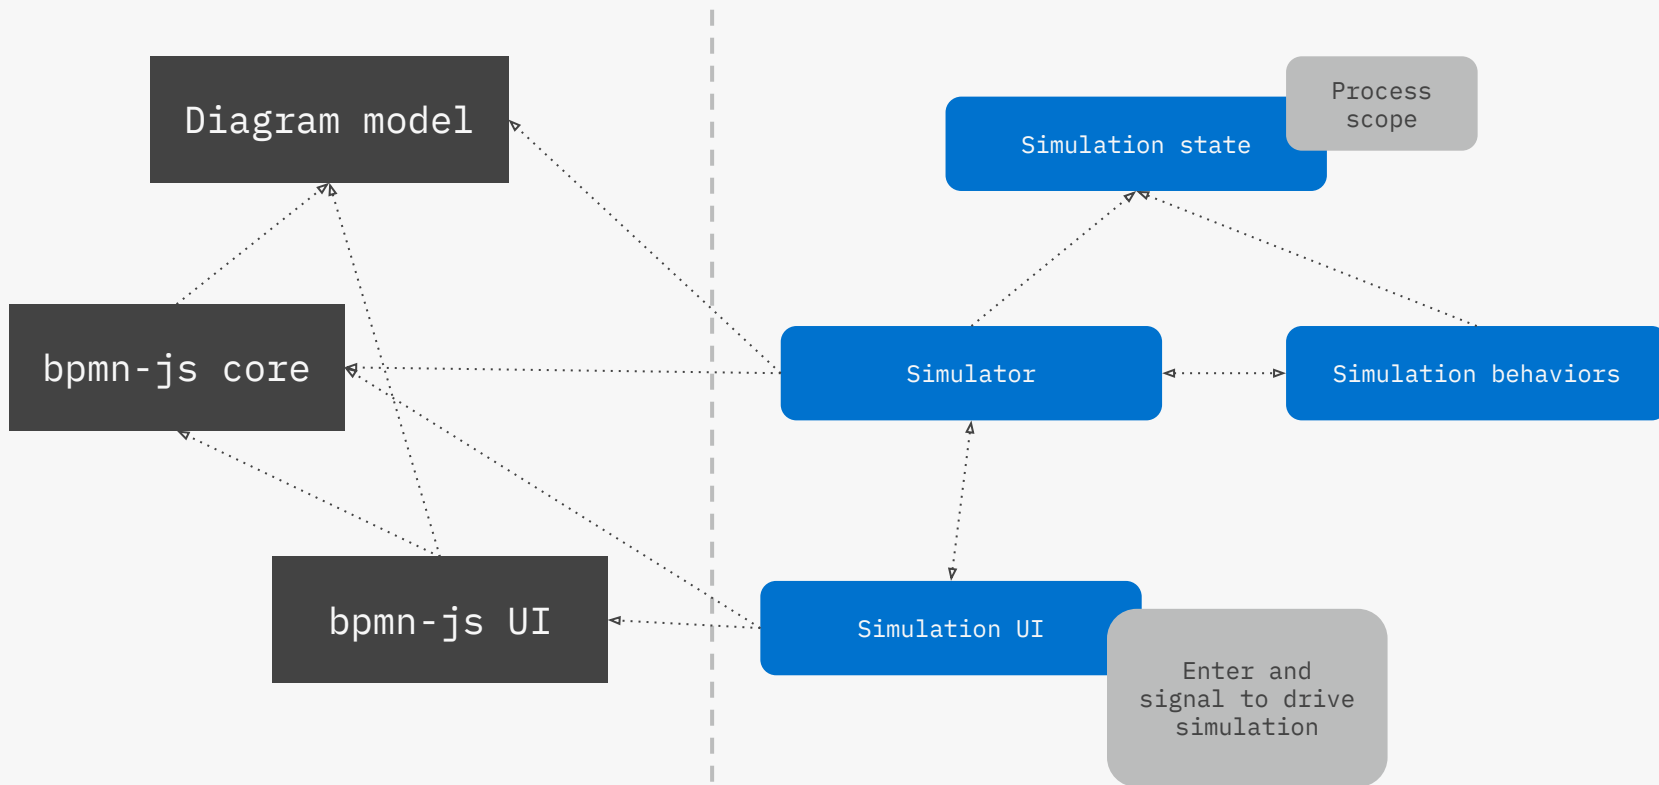 Diagram model
Process
scope
Simulation state
bpmn-js core
Simulator
Simulation behaviors
bpmn-js UI
Simulation UI
Enter and
signal to drive
simulation